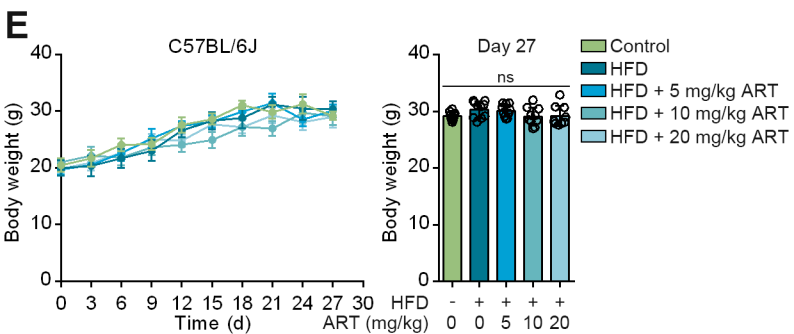 E
C57BL/6J
Body weight (g)
40
30
20
10
0
0 3 6 9 12 15 18 21 24 27 30
Time (d)
Day 27
Body weight (g)
40
30
20
10
0
ns
HFD - + + + +
ART (mg/kg) 0 0 5 10 20
Control
HFD
HFD + 5 mg/kg ART
HFD + 10 mg/kg ART
HFD + 20 mg/kg ART